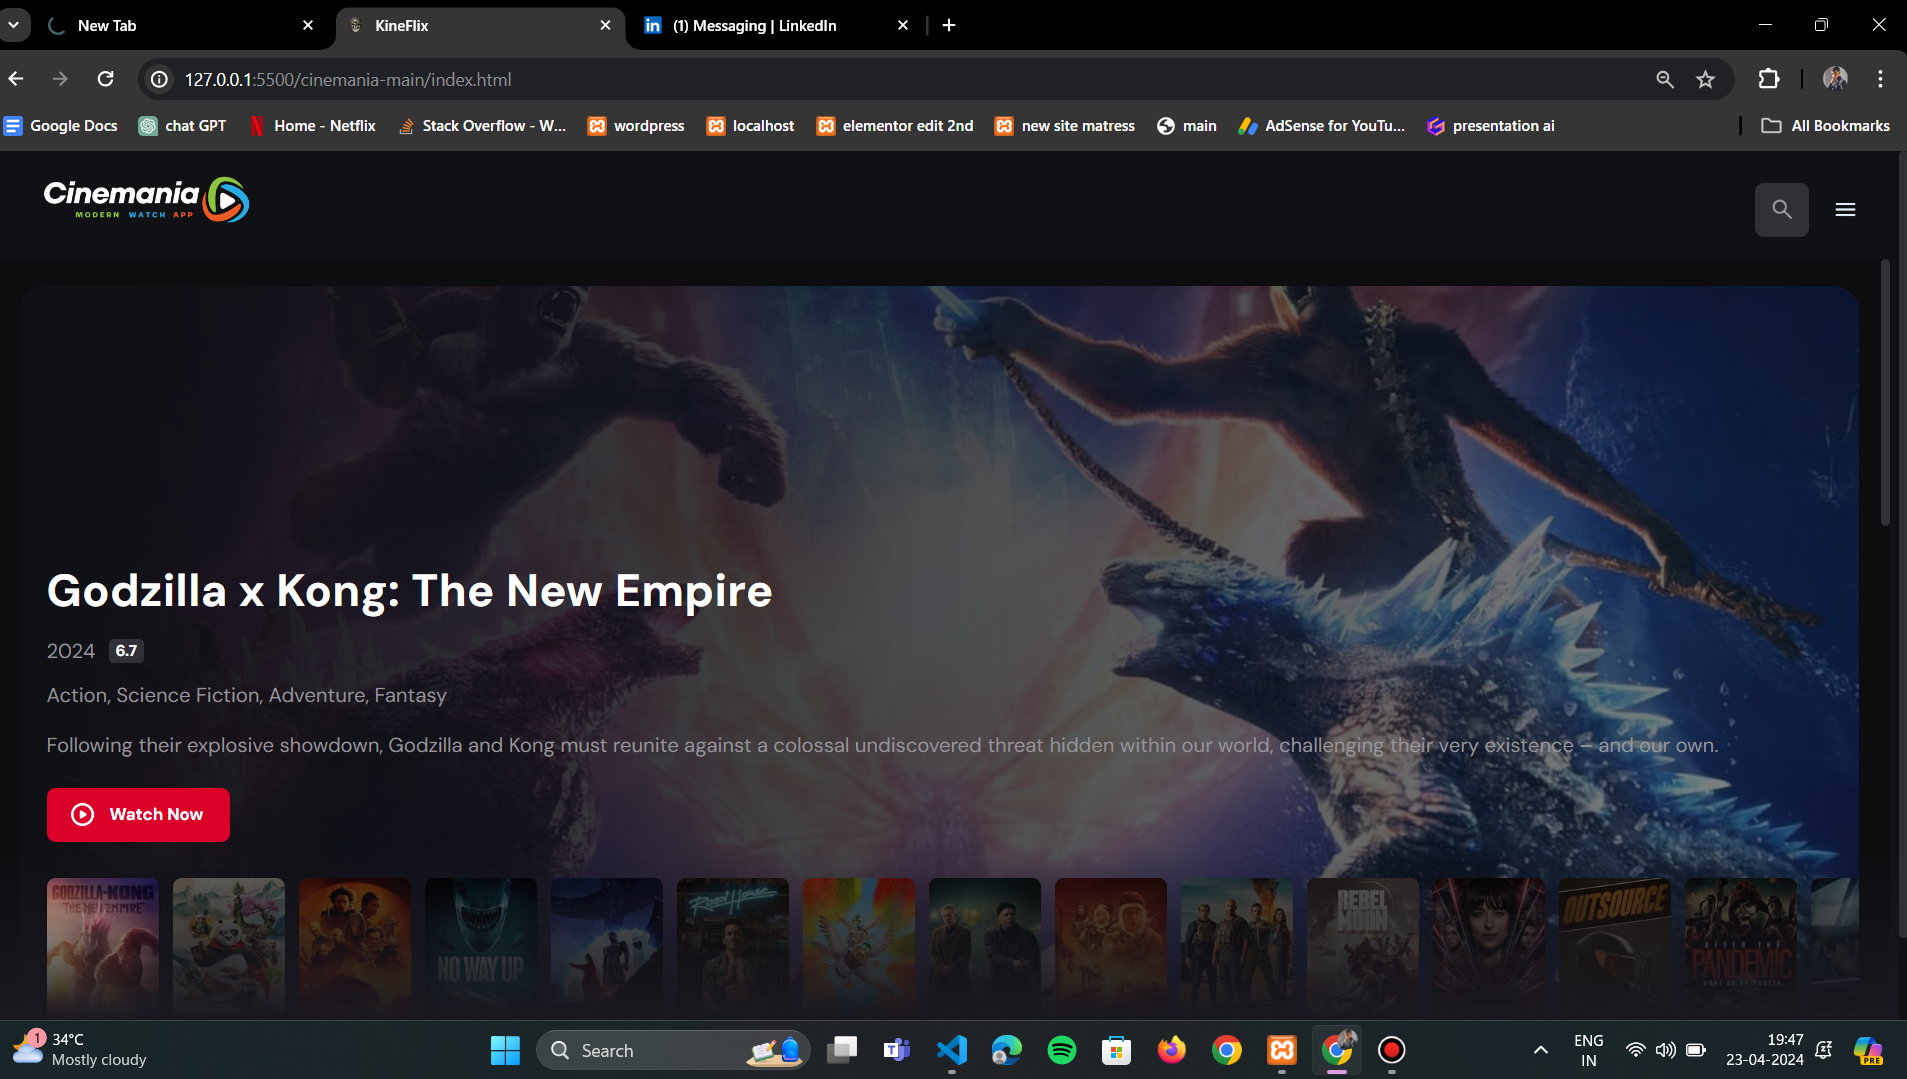 New Tab
KineFlix
(1) Messaging | LinkedIn
127.0.0.1:5500/cinemania-main/index.html
Google Docs
chat GPT
Home - Netflix
Stack Overflow - W...
wordpress
localhost
elementor edit 2nd
new site matress
main
AdSense for YouTu...
presentation ai
All Bookmarks
Cinemania
MODERN WATCH APP
Godzilla x Kong: The New Empire
2024 6.7
Action, Science Fiction, Adventure, Fantasy
Following their explosive showdown, Godzilla and Kong must reunite against a colossal undiscovered threat hidden within our world, challenging their very existence – and our own.
Watch Now
GODZILLA-KONG
THE NEW EMPIRE
NO WAY UP
Road House
REBEL
MOON
OUTSOURCE
AFTER THE
PANDEMIC
1
34°C
Mostly cloudy
Search
ENG
IN
19:47
23-04-2024
PRE